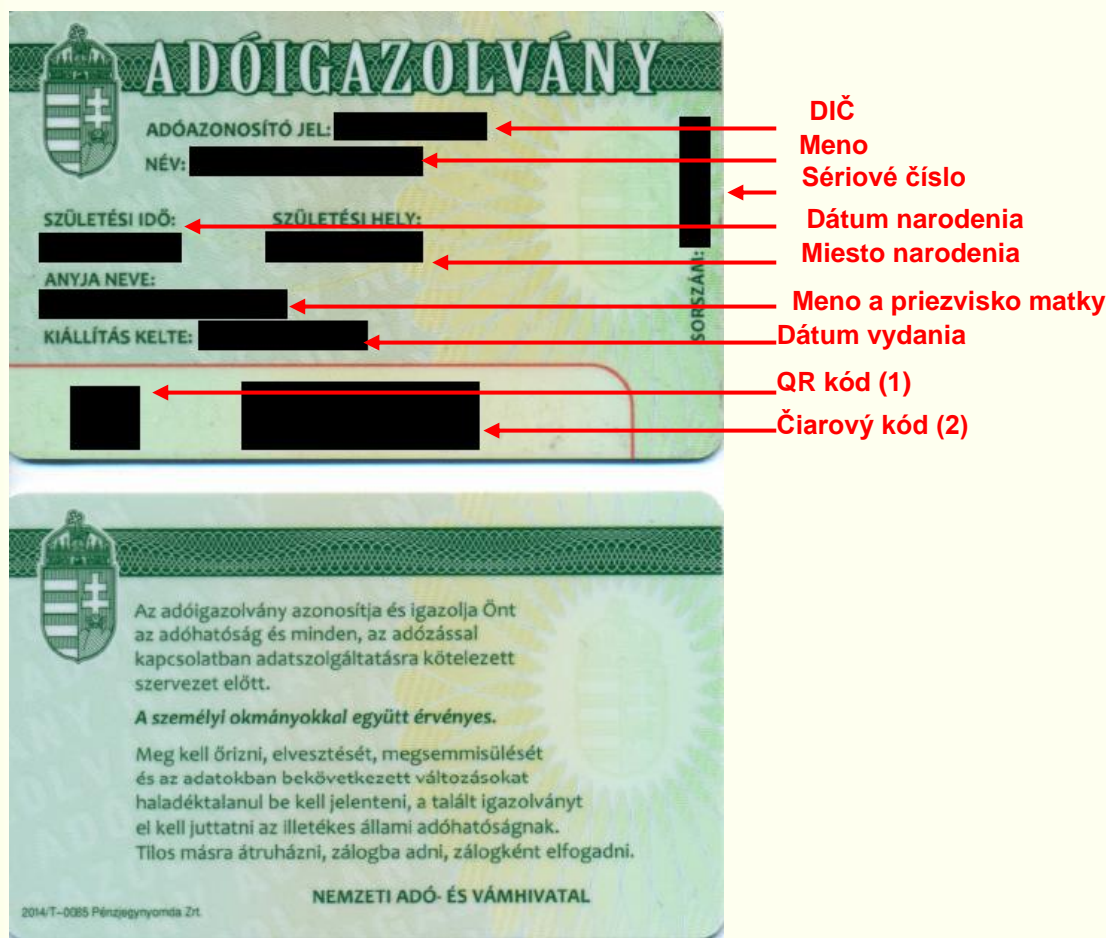 ADÓIGAZOLVÁNY
ADÓAZONOSÍTÓ JEL:
DIČ
NÉV:
Meno
SORSZÁM:
Sériové číslo
SZÜLETÉSI IDŐ:
SZÜLETÉSI HELY:
Dátum narodenia
Miesto narodenia
ANYJA NEVE:
Meno a priezvisko matky
KIÁLLÍTÁS KELTE:
Dátum vydania
QR kód (1)
Čiarový kód (2)
Az adóigazolvány azonosítja és igazolja Önt
az adóhatóság és minden, az adózással
kapcsolatban adatszolgáltatásra kötelezett
szervezet előtt.
A személyi okmányokkal együtt érvényes.
Meg kell őrizni, elvesztését, megsemmisülését
és az adatokban bekövetkezett változásokat
haladéktalanul be kell jelenteni, a talált igazolványt
el kell juttatni az illetékes állami adóhatóságnak.
Tilos másra átruházni, zálogba adni, zálogként elfogadni.
NEMZETI ADÓ- ÉS VÁMHIVATAL
2014/T-0085 Pénzjegynyomda Zrt.